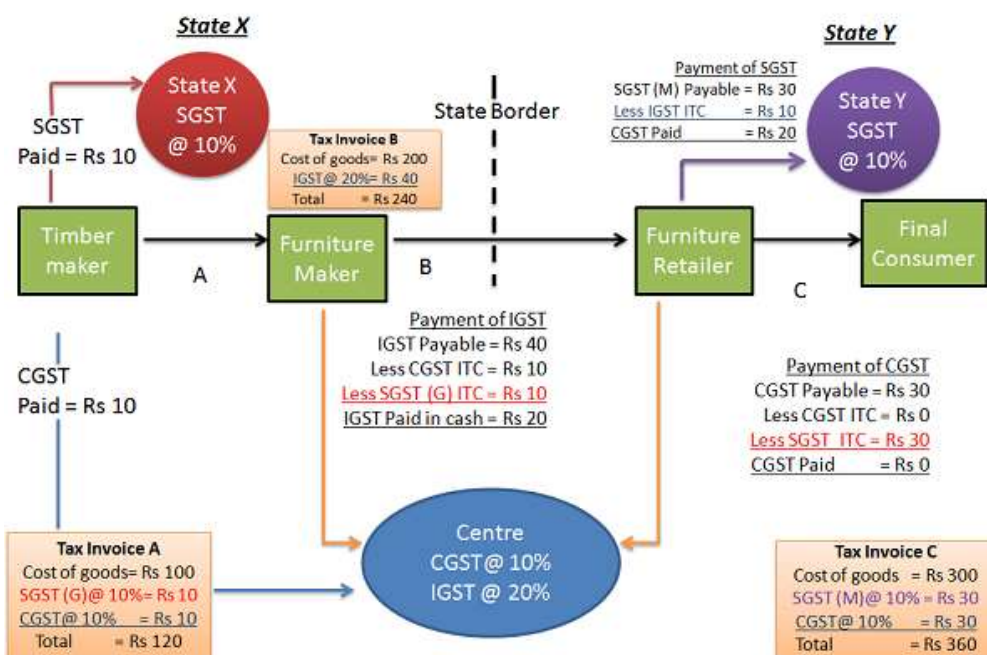 State X
State Y
State X
SGST
@ 10%
SGST
Paid = Rs 10
Tax Invoice B
Cost of goods= Rs 200
IGST@ 20%= Rs 40
Total = Rs 240
State Border
Payment of SGST
SGST (M) Payable = Rs 30
Less IGST ITC = Rs 10
CGST Paid = Rs 20
State Y
SGST
@ 10%
Timber
maker
A
Furniture
Maker
B
Furniture
Retailer
C
Final
Consumer
CGST
Paid = Rs 10
Payment of IGST
IGST Payable = Rs 40
Less CGST ITC = Rs 10
Less SGST (G) ITC = Rs 10
IGST Paid in cash = Rs 20
Payment of CGST
CGST Payable = Rs 30
Less CGST ITC = Rs 0
Less SGST ITC = Rs 30
CGST Paid = Rs 0
Tax Invoice A
Cost of goods= Rs 100
SGST (G)@ 10%= Rs 10
CGST@ 10% = Rs 10
Total = Rs 120
Centre
CGST@ 10%
IGST @ 20%
Tax Invoice C
Cost of goods = Rs 300
SGST (M)@ 10% = Rs 30
CGST@ 10% = Rs 30
Total = Rs 360